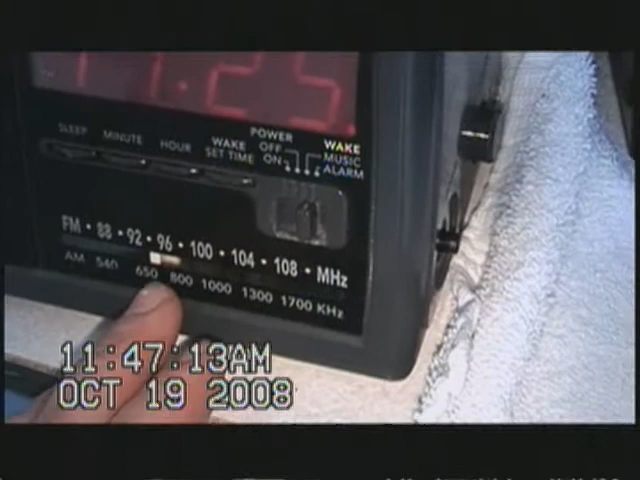 SLEEP MINUTE HOUR WAKE SET TIME
POWER OFF ON
WAKE MUSIC ALARM
FM • 88 • 92 • 96 • 100 • 104 • 108 • MHz
AM 540 650 800 1000 1300 1700 KHz
11:47:13AM
OCT 19 2008